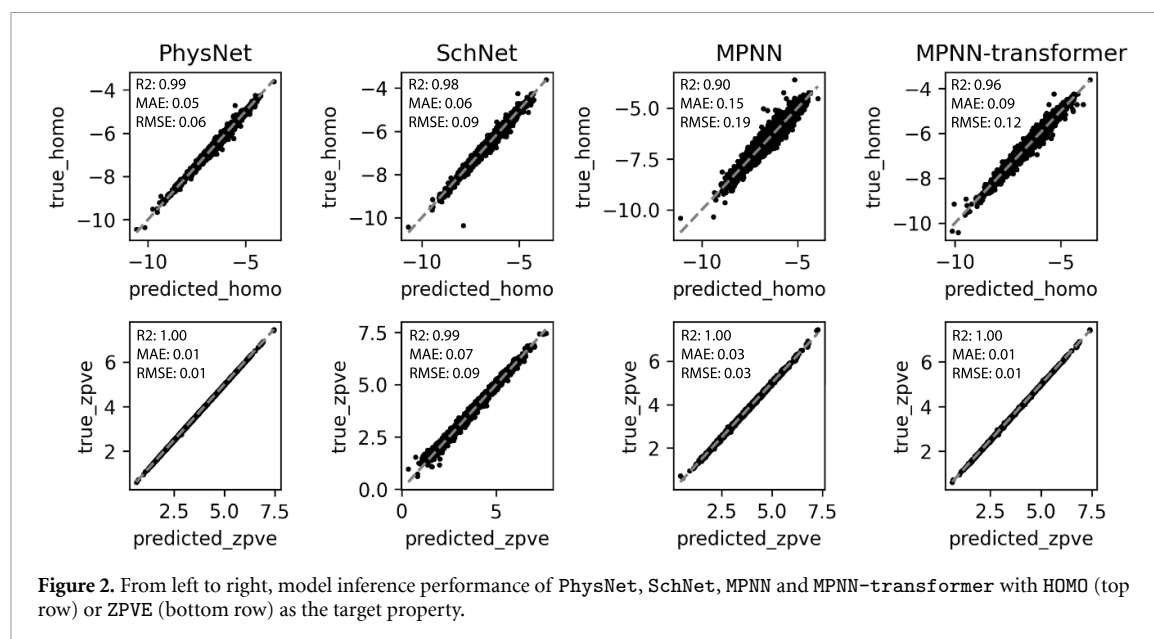 PhysNet
SchNet
MPNN
MPNN-transformer
R2: 0.99
MAE: 0.05
RMSE: 0.06
−4
−6
−8
−10
true_homo
−10
−5
predicted_homo
R2: 0.98
MAE: 0.06
RMSE: 0.09
−4
−6
−8
−10
true_homo
−10
−5
predicted_homo
R2: 0.90
MAE: 0.15
RMSE: 0.19
−5.0
−7.5
−10.0
true_homo
−10
−5
predicted_homo
R2: 0.96
MAE: 0.09
RMSE: 0.12
−4
−6
−8
−10
true_homo
−10
−5
predicted_homo
R2: 1.00
MAE: 0.01
RMSE: 0.01
6
4
2
true_zpve
2.5
5.0
7.5
predicted_zpve
R2: 0.99
MAE: 0.07
RMSE: 0.09
7.5
5.0
2.5
0.0
true_zpve
0
5
predicted_zpve
R2: 1.00
MAE: 0.03
RMSE: 0.03
6
4
2
true_zpve
2.5
5.0
7.5
predicted_zpve
R2: 1.00
MAE: 0.01
RMSE: 0.01
6
4
2
true_zpve
2.5
5.0
7.5
predicted_zpve
Figure 2. From left to right, model inference performance of PhysNet, SchNet, MPNN and MPNN-transformer with HOMO (top
row) or ZPVE (bottom row) as the target property.